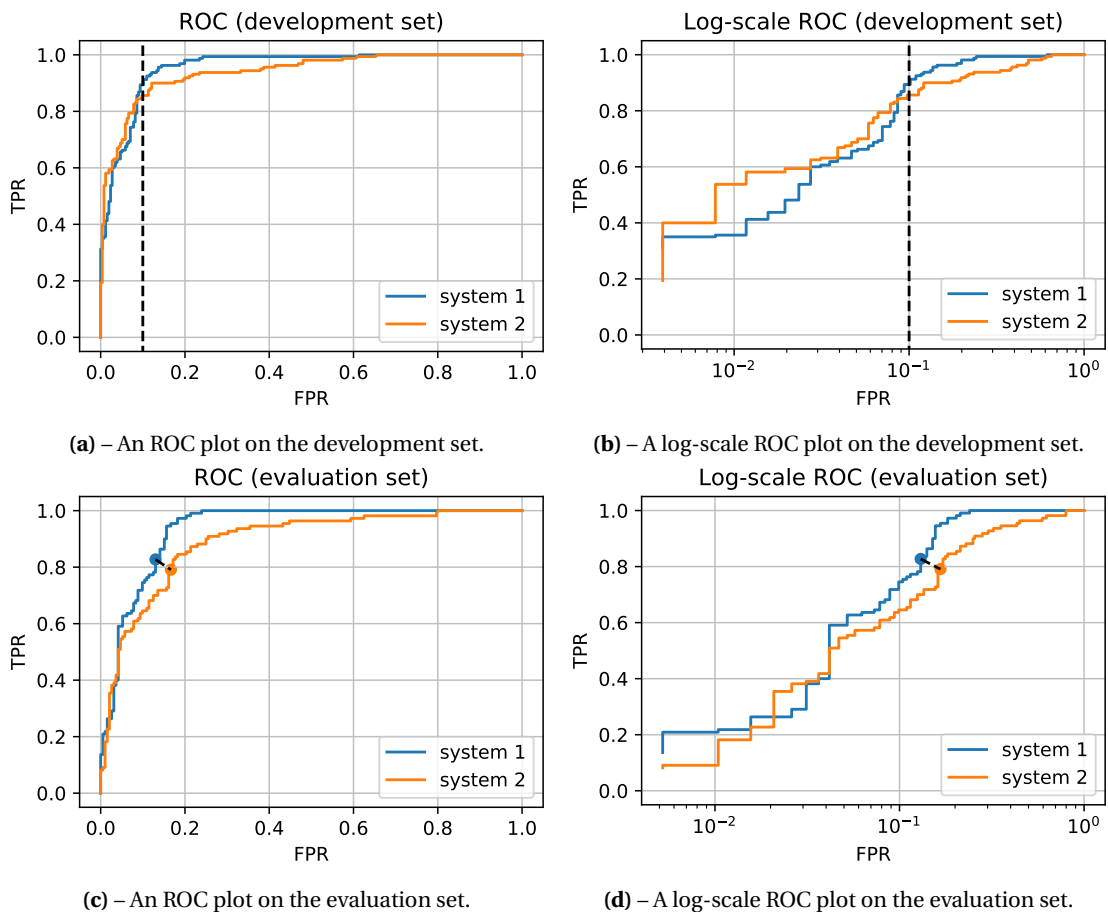 ROC (development set)
TPR
1.0
0.8
0.6
0.4
0.2
0.0
system 1
system 2
0.0 0.2 0.4 0.6 0.8 1.0
FPR
(a) – An ROC plot on the development set.
Log-scale ROC (development set)
TPR
1.0
0.8
0.6
0.4
0.2
0.0
system 1
system 2
10⁻² 10⁻¹ 10⁰
FPR
(b) – A log-scale ROC plot on the development set.
ROC (evaluation set)
TPR
1.0
0.8
0.6
0.4
0.2
0.0
system 1
system 2
0.0 0.2 0.4 0.6 0.8 1.0
FPR
(c) – An ROC plot on the evaluation set.
Log-scale ROC (evaluation set)
TPR
1.0
0.8
0.6
0.4
0.2
0.0
system 1
system 2
10⁻² 10⁻¹ 10⁰
FPR
(d) – A log-scale ROC plot on the evaluation set.